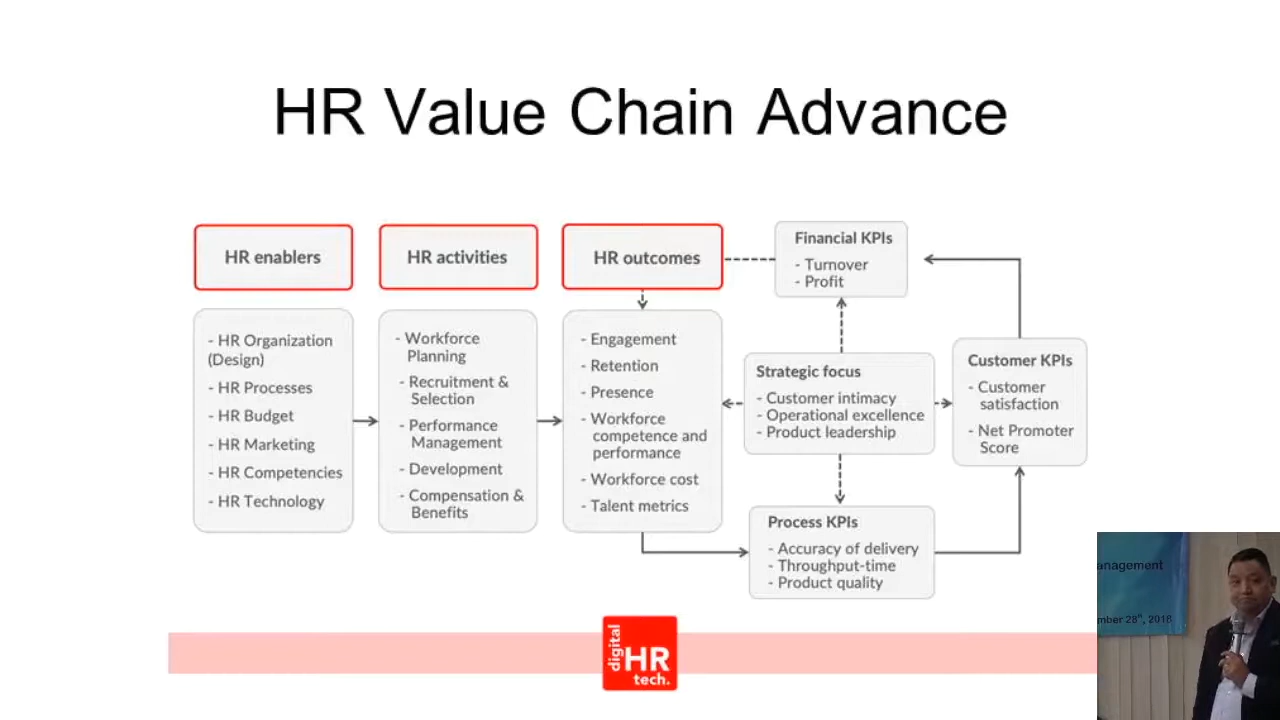 HR Value Chain Advance
HR enablers
HR activities
HR outcomes
Financial KPIs
- Turnover
- Profit
- HR Organization
(Design)
- HR Processes
- HR Budget
- HR Marketing
- HR Competencies
- HR Technology
- Workforce
Planning
- Recruitment &
Selection
- Performance
Management
- Development
- Compensation &
Benefits
- Engagement
- Retention
- Presence
- Workforce
competence and
performance
- Workforce cost
- Talent metrics
Strategic focus
- Customer intimacy
- Operational excellence
- Product leadership
Customer KPIs
- Customer
satisfaction
- Net Promoter
Score
Process KPIs
- Accuracy of delivery
- Throughput-time
- Product quality
digital
HR
tech.
anagement
mber 28th, 2018